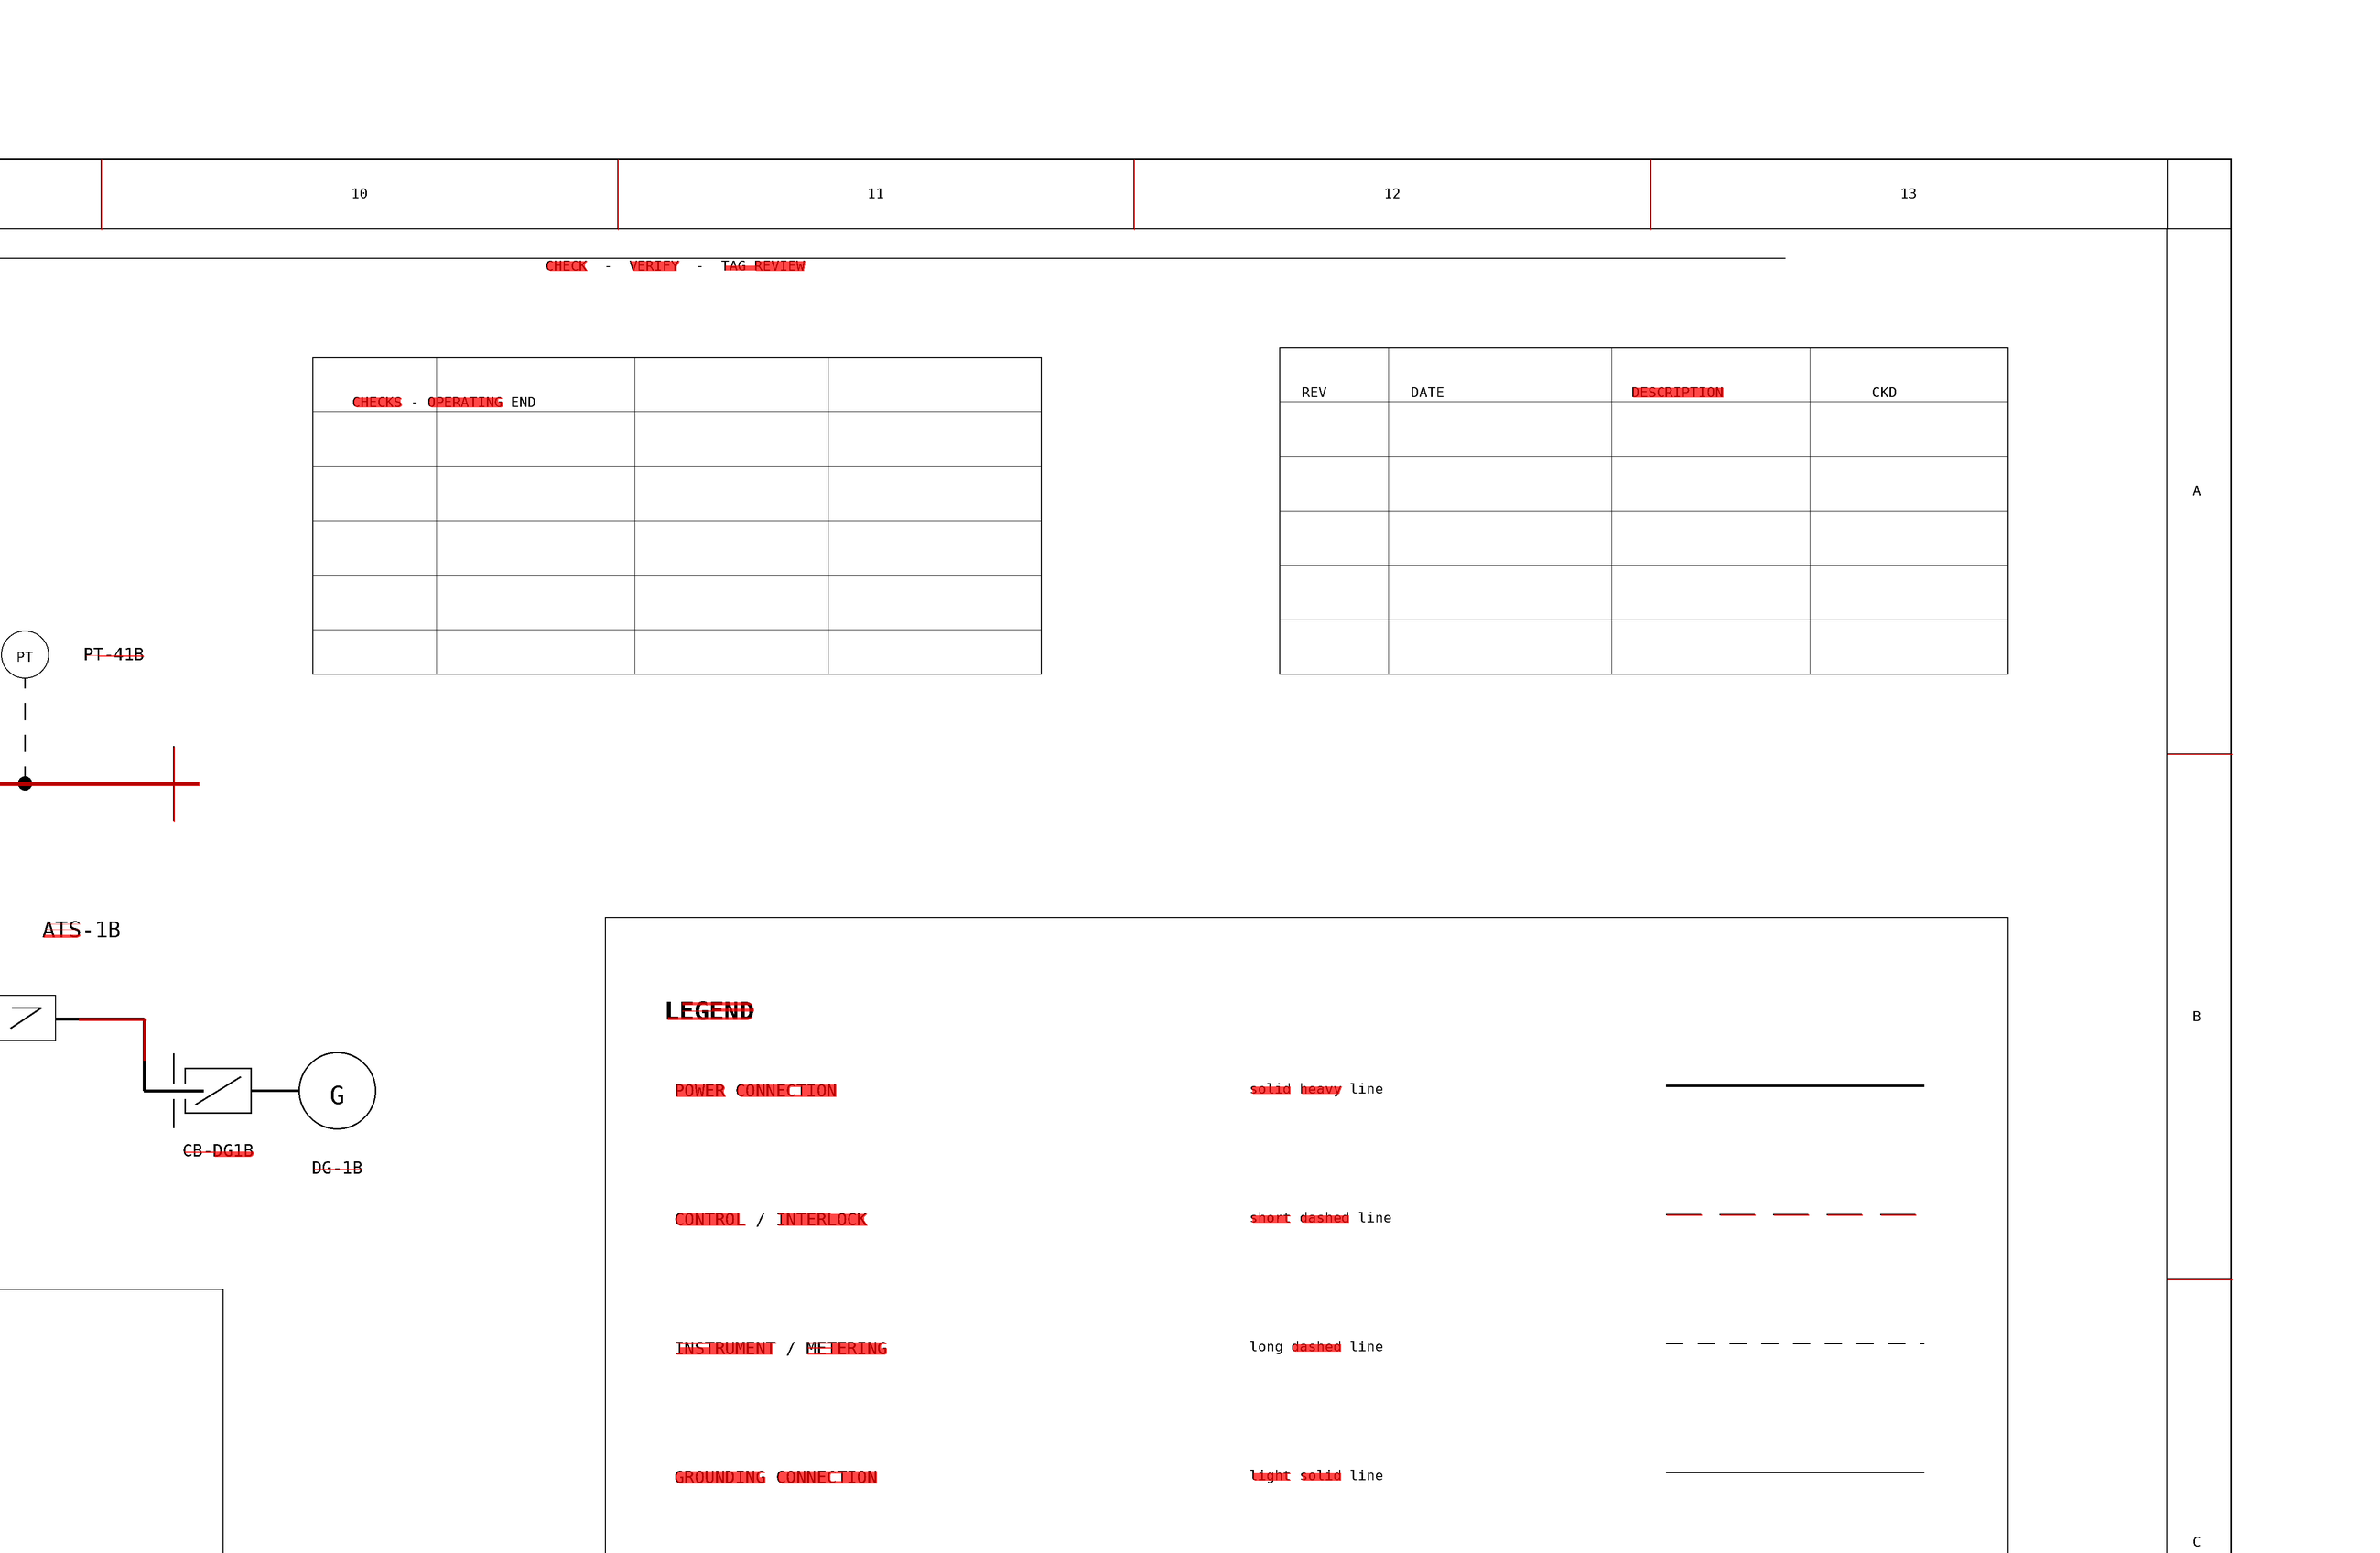 10 11 12 13
CHECK - VERIFY - TAG REVIEW
CHECKS - OPERATING END
REV DATE DESCRIPTION CKD
A
PT PT-41B
ATS-1B
LEGEND
B
POWER CONNECTION solid heavy line
G
CB-DG1B
DG-1B
CONTROL / INTERLOCK short dashed line
INSTRUMENT / METERING long dashed line
GROUNDING CONNECTION light solid line
C